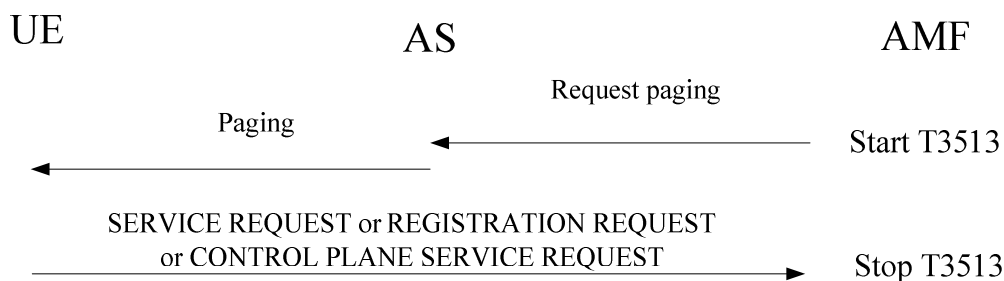 UE
AS
AMF
Request paging
Paging
Start T3513
SERVICE REQUEST or REGISTRATION REQUEST
or CONTROL PLANE SERVICE REQUEST
Stop T3513